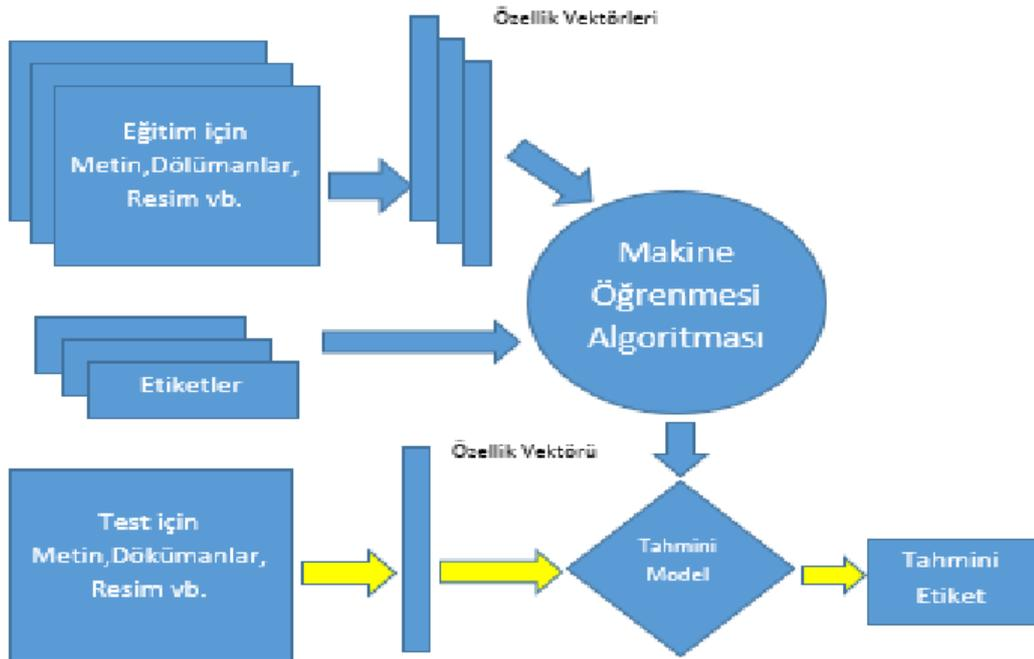 Özellik Vektörleri
Eğitim için
Metin,Dölümanlar,
Resim vb.
Makine
Öğrenmesi
Algoritması
Etiketler
Özellik Vektörü
Test için
Metin,Dökümanlar,
Resim vb.
Tahmini
Model
Tahmini
Etiket